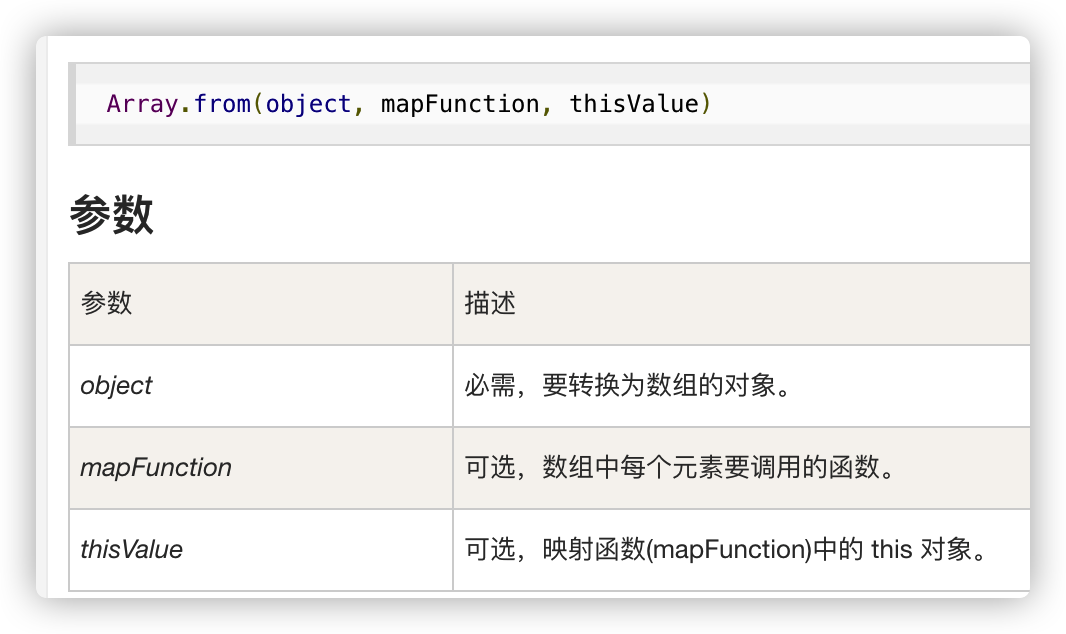 Array.from(object, mapFunction, thisValue)
参数
参数 描述
object 必需，要转换为数组的对象。
mapFunction 可选，数组中每个元素要调用的函数。
thisValue 可选，映射函数(mapFunction)中的 this 对象。